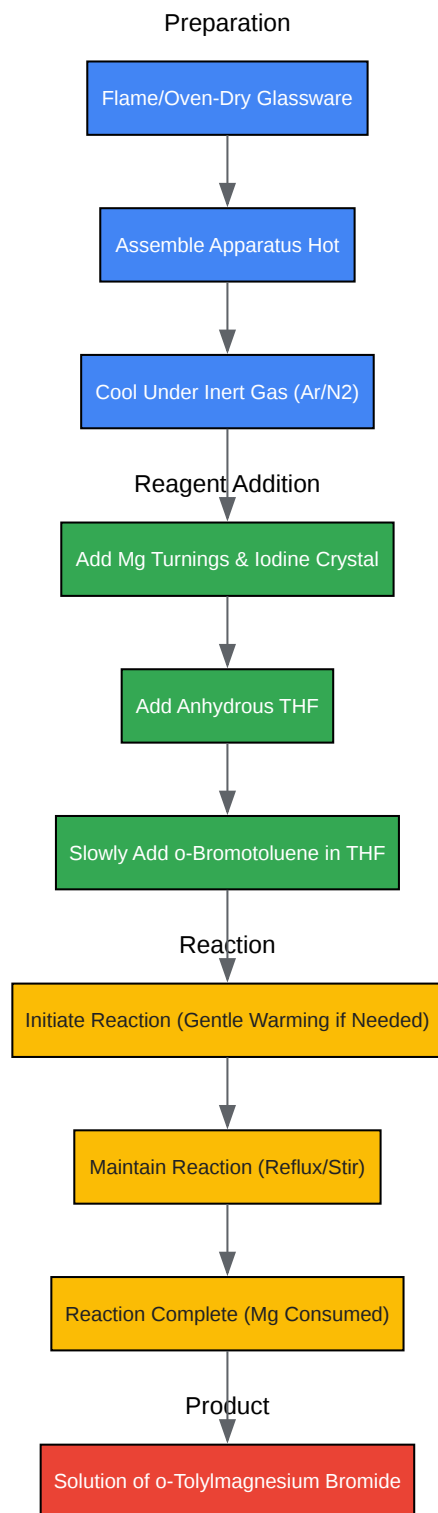 Preparation
Flame/Oven-Dry Glassware
Assemble Apparatus Hot
Cool Under Inert Gas (Ar/N2)
Reagent Addition
Add Mg Turnings & Iodine Crystal
Add Anhydrous THF
Slowly Add o-Bromotoluene in THF
Reaction
Initiate Reaction (Gentle Warming if Needed)
Maintain Reaction (Reflux/Stir)
Reaction Complete (Mg Consumed)
Product
Solution of o-Tolylmagnesium Bromide